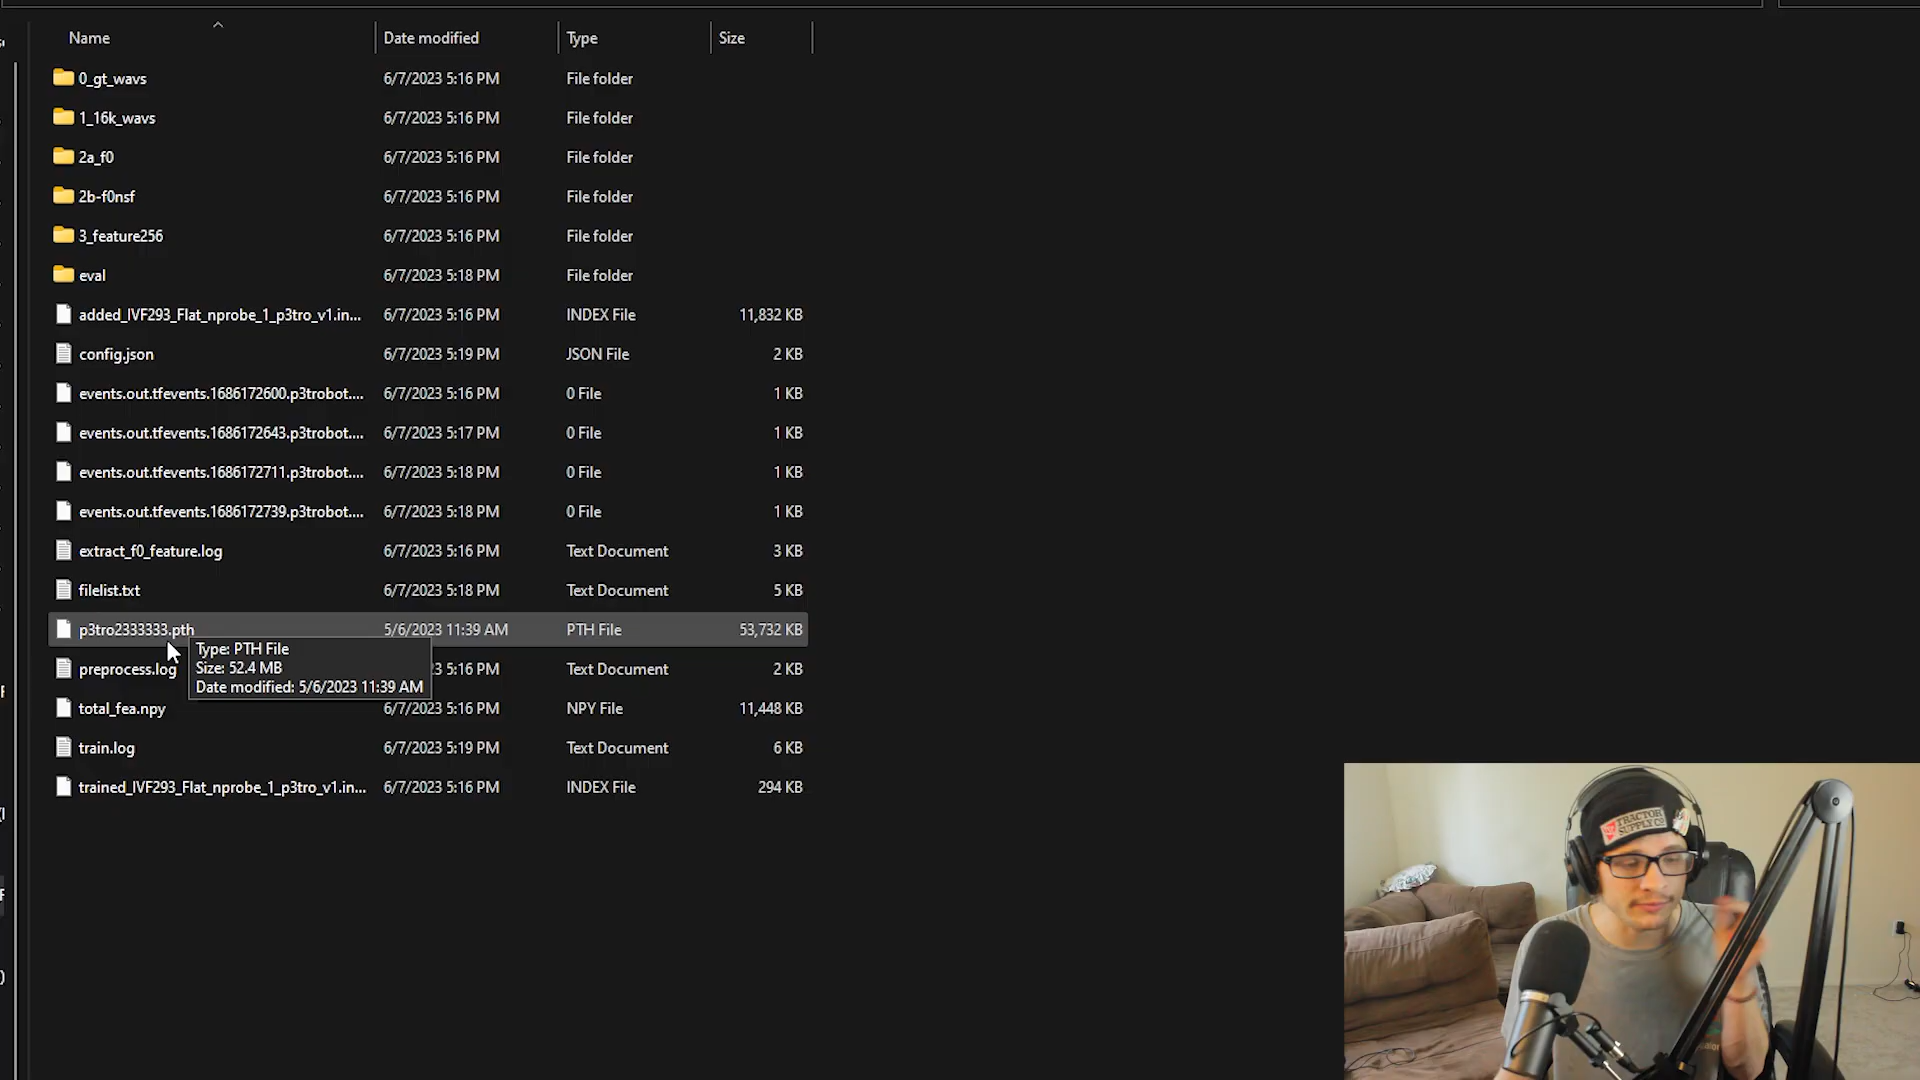 Name Date modified Type Size
0_gt_wavs 6/7/2023 5:16 PM File folder
1_16k_wavs 6/7/2023 5:16 PM File folder
2a_f0 6/7/2023 5:16 PM File folder
2b-f0nsf 6/7/2023 5:16 PM File folder
3_feature256 6/7/2023 5:16 PM File folder
eval 6/7/2023 5:18 PM File folder
added_IVF293_Flat_nprobe_1_p3tro_v1.in... 6/7/2023 5:16 PM INDEX File 11,832 KB
config.json 6/7/2023 5:19 PM JSON File 2 KB
events.out.tfevents.1686172600.p3trobot.... 6/7/2023 5:16 PM 0 File 1 KB
events.out.tfevents.1686172643.p3trobot.... 6/7/2023 5:17 PM 0 File 1 KB
events.out.tfevents.1686172711.p3trobot.... 6/7/2023 5:18 PM 0 File 1 KB
events.out.tfevents.1686172739.p3trobot.... 6/7/2023 5:18 PM 0 File 1 KB
extract_f0_feature.log 6/7/2023 5:16 PM Text Document 3 KB
filelist.txt 6/7/2023 5:18 PM Text Document 5 KB
p3tro2333333.pth 5/6/2023 11:39 AM PTH File 53,732 KB
Type: PTH File
Size: 52.4 MB
Date modified: 5/6/2023 11:39 AM
preprocess.log 5:16 PM Text Document 2 KB
total_fea.npy 6/7/2023 5:16 PM NPY File 11,448 KB
train.log 6/7/2023 5:19 PM Text Document 6 KB
trained_IVF293_Flat_nprobe_1_p3tro_v1.in... 6/7/2023 5:16 PM INDEX File 294 KB
TRACTOR
SUPPLY CO